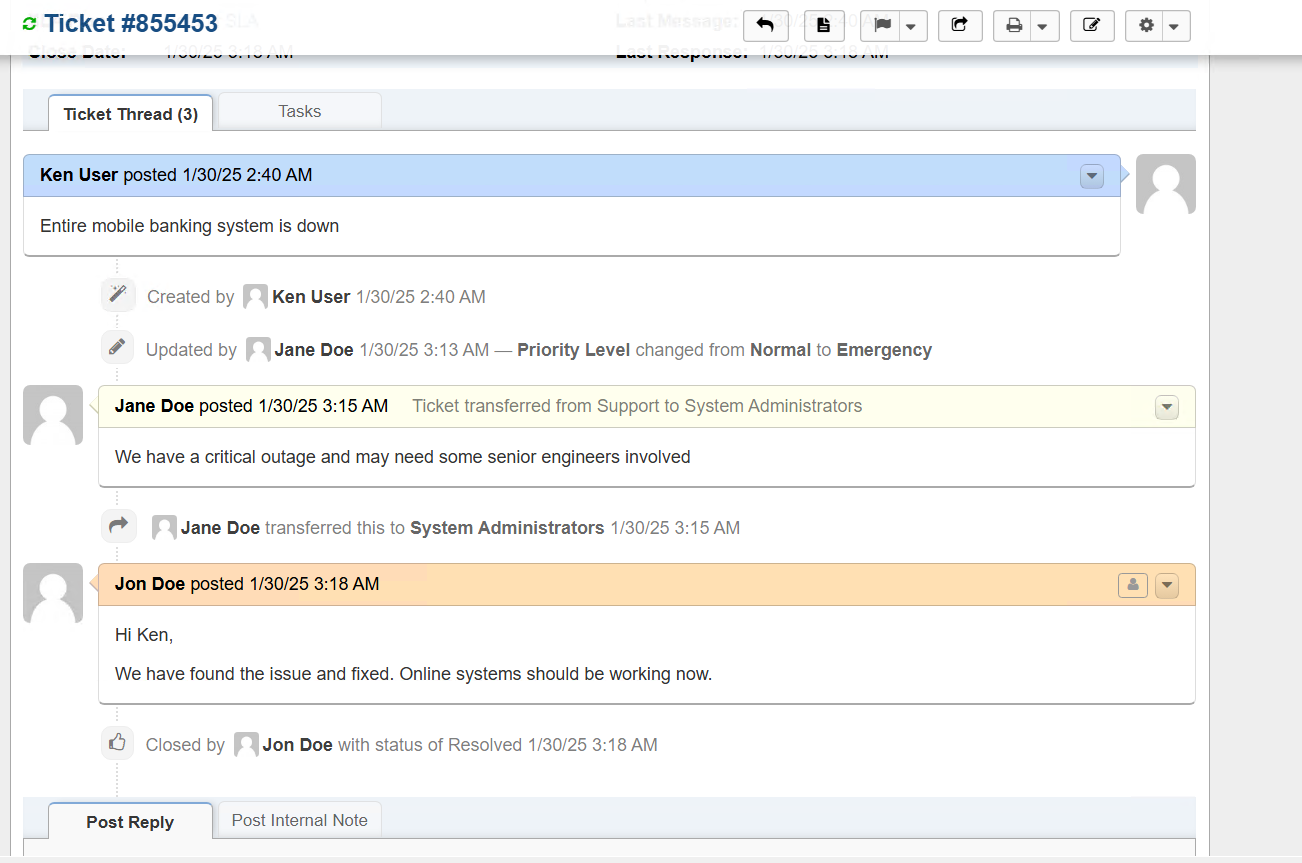 Ticket #855453
SLA
Last Message: 1/30/25 2:40 AM
Close Date: 1/30/25 3:18 AM
Last Response: 1/30/25 3:18 AM
Ticket Thread (3)
Tasks
Ken User posted 1/30/25 2:40 AM
Entire mobile banking system is down
Created by Ken User 1/30/25 2:40 AM
Updated by Jane Doe 1/30/25 3:13 AM — Priority Level changed from Normal to Emergency
Jane Doe posted 1/30/25 3:15 AM Ticket transferred from Support to System Administrators
We have a critical outage and may need some senior engineers involved
Jane Doe transferred this to System Administrators 1/30/25 3:15 AM
Jon Doe posted 1/30/25 3:18 AM
Hi Ken,
We have found the issue and fixed. Online systems should be working now.
Closed by Jon Doe with status of Resolved 1/30/25 3:18 AM
Post Reply
Post Internal Note